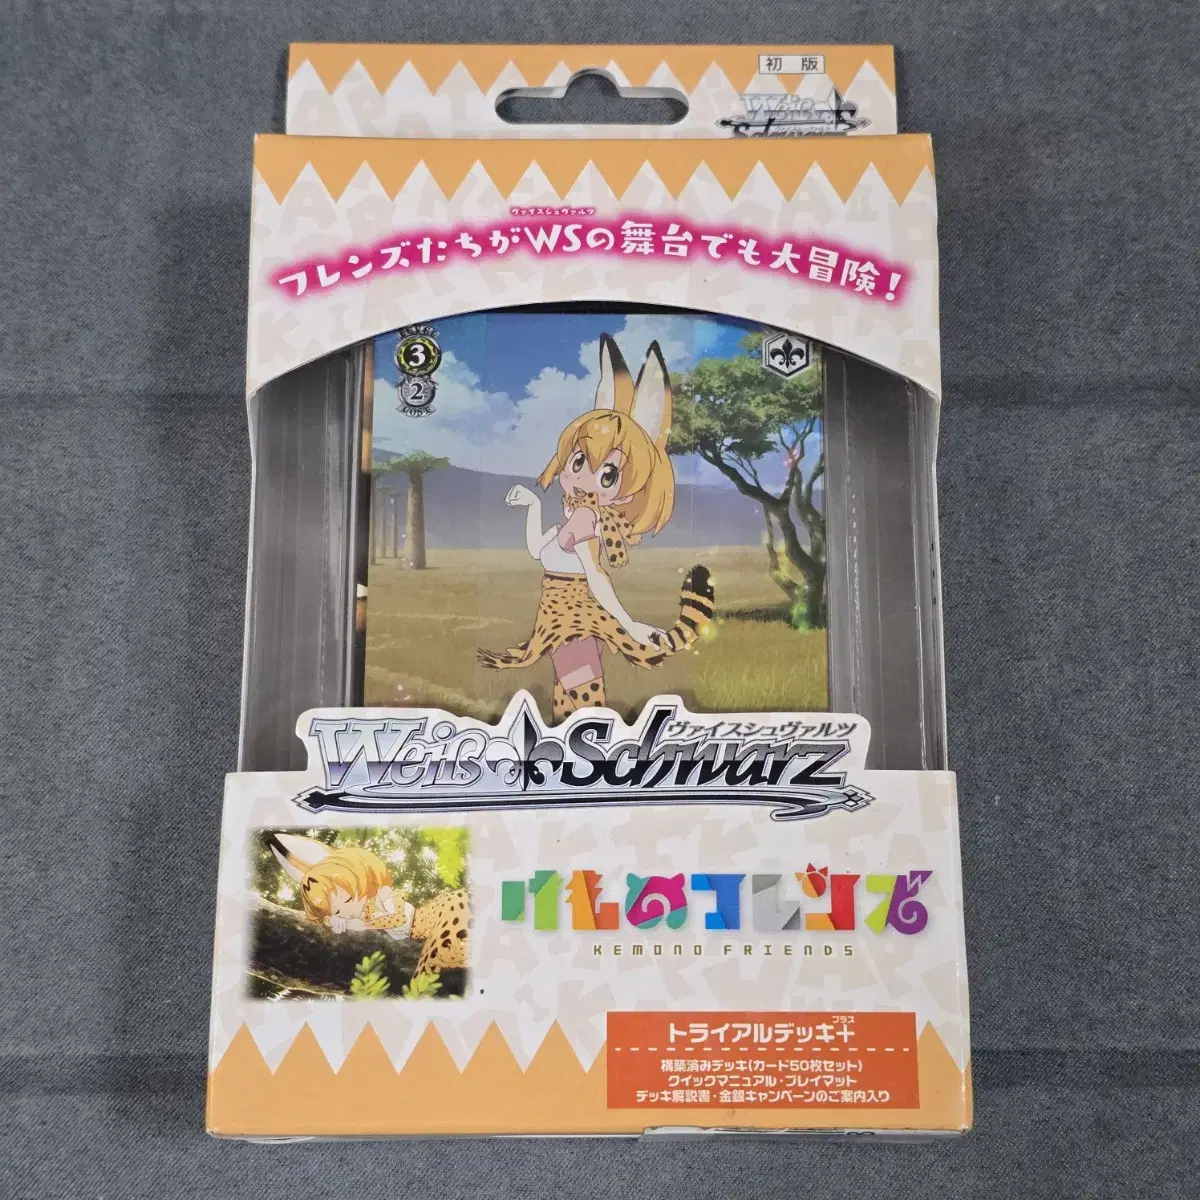 初版
Weiß Schwarz
ヴァイスシュヴァルツ
フレンズたちがWSの舞台でも大冒険！
LEVEL
3
2
COST
ヴァイスシュヴァルツ
Weiß Schwarz
けものフレンズ
KEMONO FRIENDS
プラス
トライアルデッキ+
構築済みデッキ(カード50枚セット)
クイックマニュアル・プレイマット
デッキ解説書・金銀キャンペーンのご案内入り